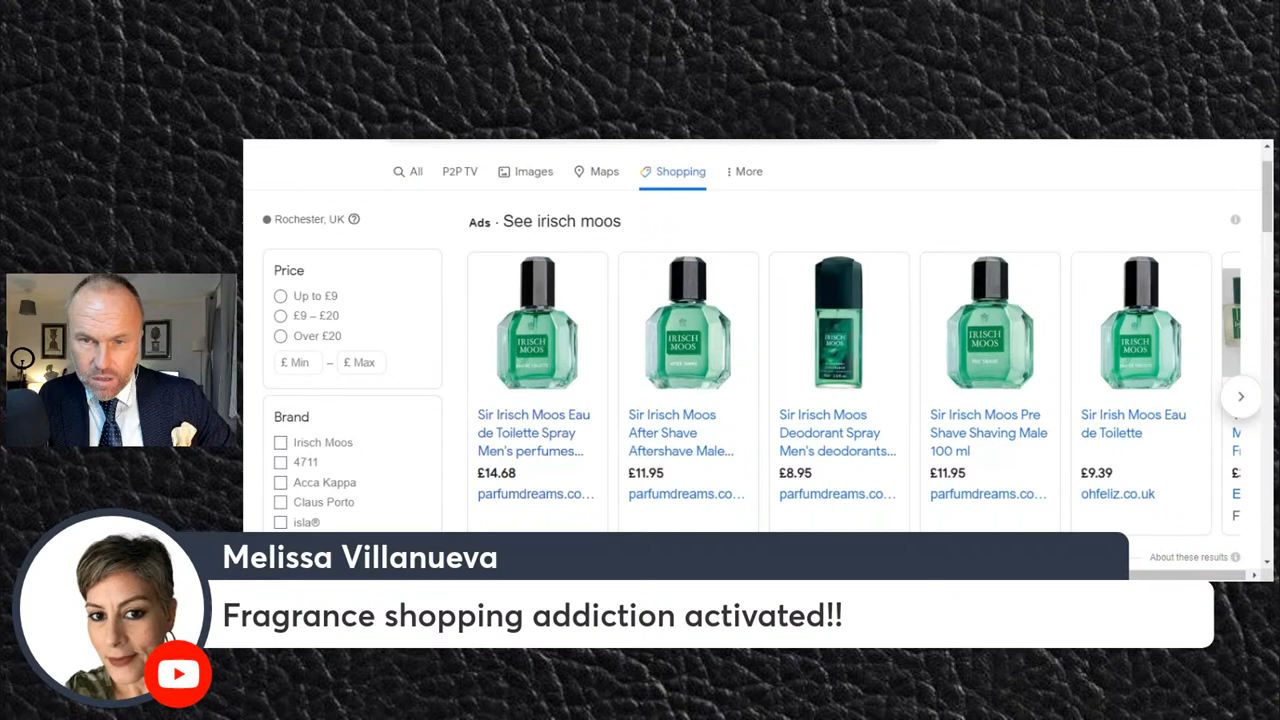 All P2P TV Images Maps Shopping More
Rochester, UK
Ads · See irisch moos
Price
Up to £9
£9 – £20
Over £20
£ Min – £ Max
Brand
Irisch Moos
4711
Acca Kappa
Claus Porto
isla®
IRISCH
MOOS
IRISCH
MOOS
AFTER SHAVE
IRISCH
MOOS
IRISCH
MOOS
PRE SHAVE
IRISCH
MOOS
Sir Irisch Moos Eau
de Toilette Spray
Men's perfumes...
£14.68
parfumdreams.co...
Sir Irisch Moos
After Shave
Aftershave Male...
£11.95
parfumdreams.co...
Sir Irisch Moos
Deodorant Spray
Men's deodorants...
£8.95
parfumdreams.co...
Sir Irisch Moos Pre
Shave Shaving Male
100 ml
£11.95
parfumdreams.co...
Sir Irish Moos Eau
de Toilette
£9.39
ohfeliz.co.uk
About these results
Melissa Villanueva
Fragrance shopping addiction activated!!